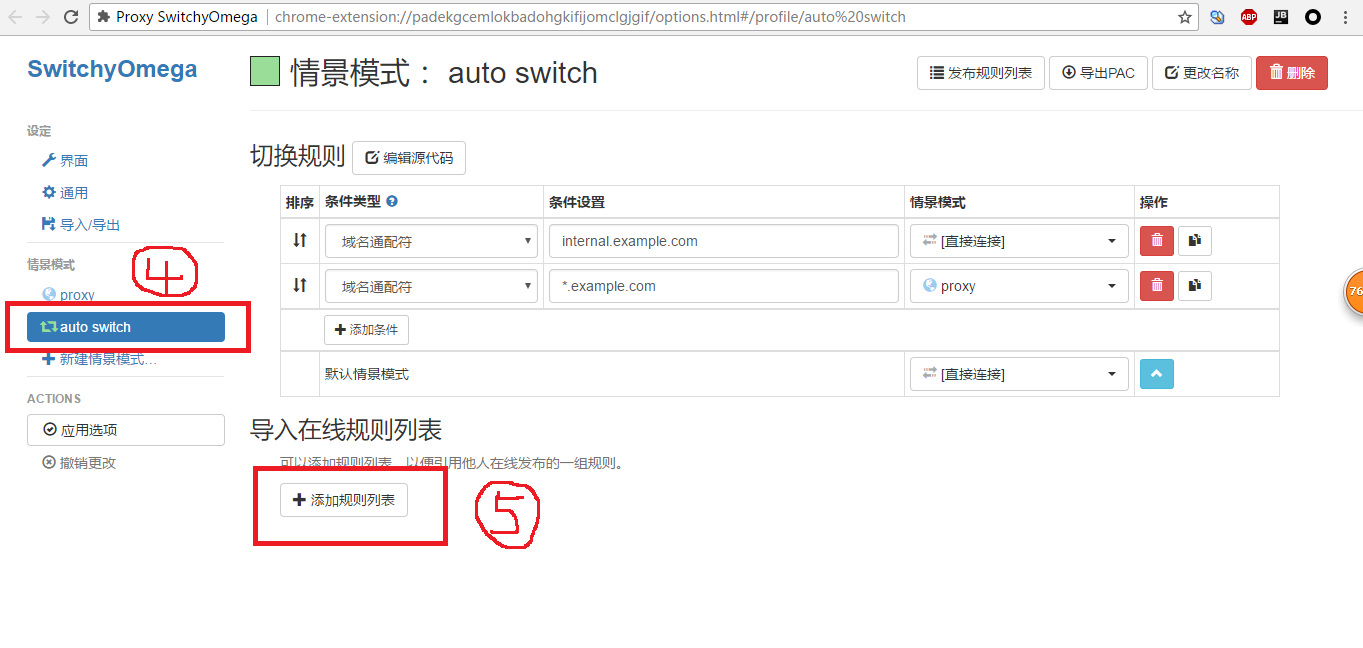 Proxy SwitchyOmega chrome-extension://padekgcemlokbadohgkifijomclgjgif/options.html#/profile/auto%20switch
ABP
JB
SwitchyOmega
情景模式： auto switch
发布规则列表 导出PAC 更改名称 删除
设定
界面
通用
导入/导出
情景模式
④
proxy
auto switch
新建情景模式...
ACTIONS
应用选项
撤销更改
切换规则 编辑源代码
排序 条件类型 条件设置 情景模式 操作
域名通配符 internal.example.com [直接连接]
域名通配符 *.example.com proxy
添加条件
默认情景模式 [直接连接]
76
导入在线规则列表
可以添加规则列表，以便引用他人在线发布的一组规则。
添加规则列表
⑤